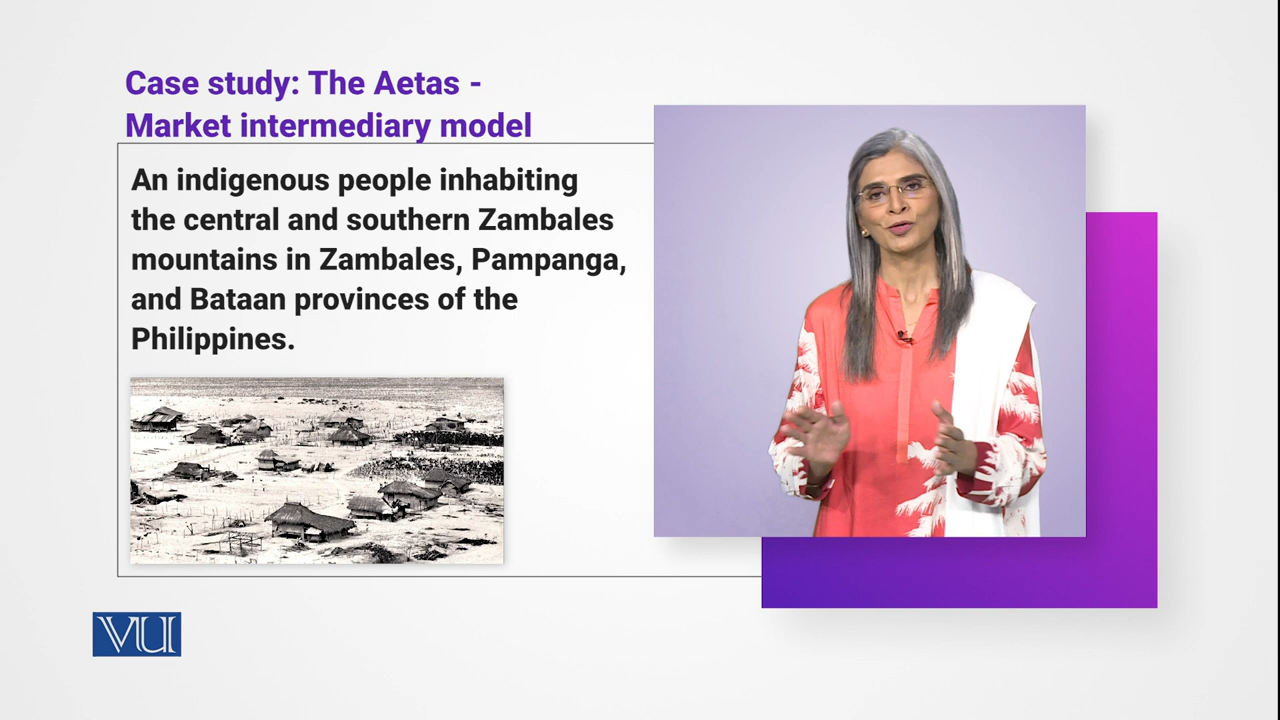 Case study: The Aetas -
Market intermediary model
An indigenous people inhabiting
the central and southern Zambales
mountains in Zambales, Pampanga,
and Bataan provinces of the
Philippines.
VU